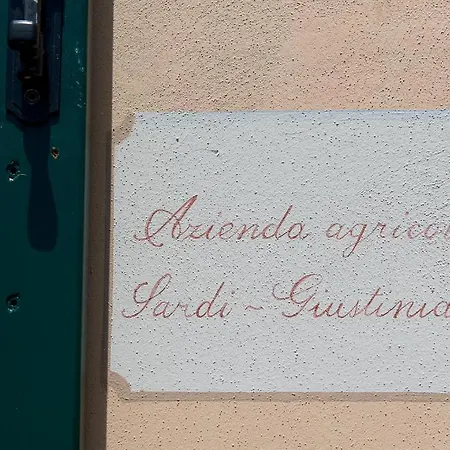 Azienda agrico
Sardi ~ Giustinia